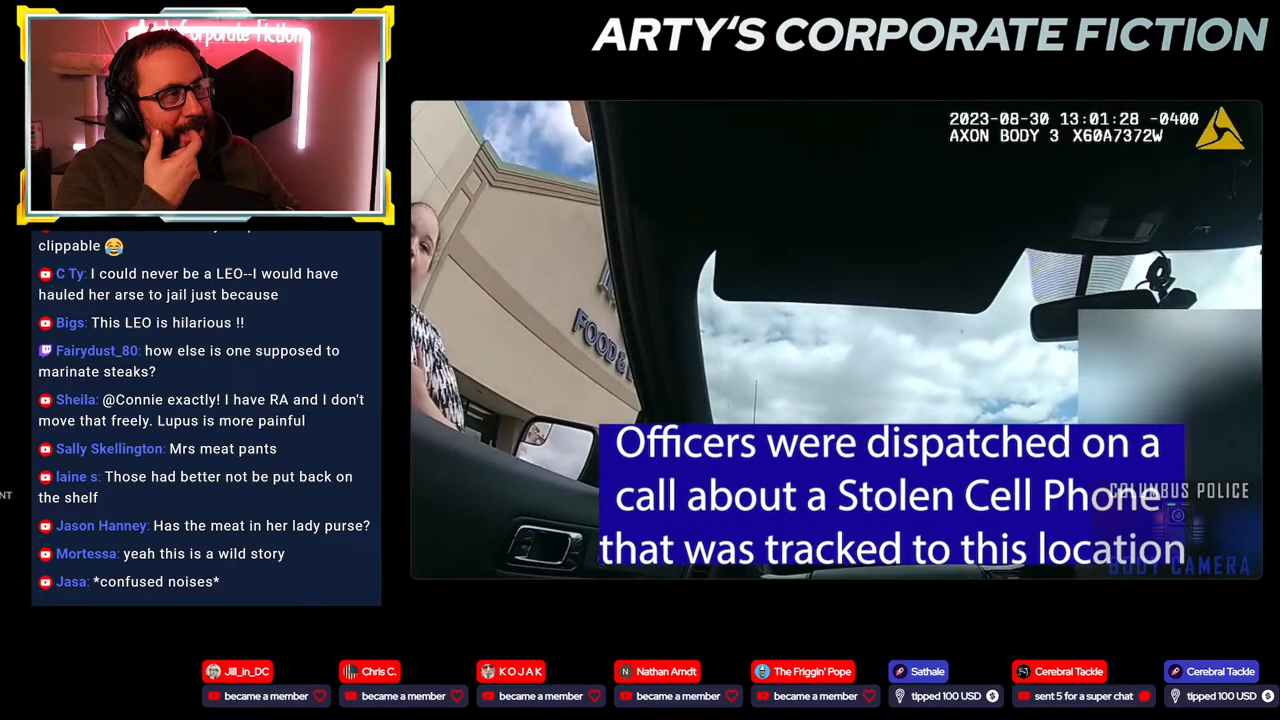 ARTY'S CORPORATE FICTION
Corporate Fiction
2023-08-30 13:01:28 -0400
AXON BODY 3 X60A7372W
FOOD &
Officers were dispatched on a
call about a Stolen Cell Phone
that was tracked to this location
COLUMBUS POLICE
BODY CAMERA
clippable 😂
C Ty: I could never be a LEO--I would have
hauled her arse to jail just because
Bigs: This LEO is hilarious !!
Fairydust_80: how else is one supposed to
marinate steaks?
Sheila: @Connie exactly! I have RA and I don't
move that freely. Lupus is more painful
Sally Skellington: Mrs meat pants
laine s: Those had better not be put back on
the shelf
Jason Hanney: Has the meat in her lady purse?
Mortessa: yeah this is a wild story
Jasa: *confused noises*
NT
Jill_in_DC
became a member
Chris C.
became a member
K O J A K
became a member
N Nathan Arndt
became a member
The Friggin' Pope
became a member
Sathale
tipped 100 USD
Cerebral Tackle
sent 5 for a super chat
Cerebral Tackle
tipped 100 USD